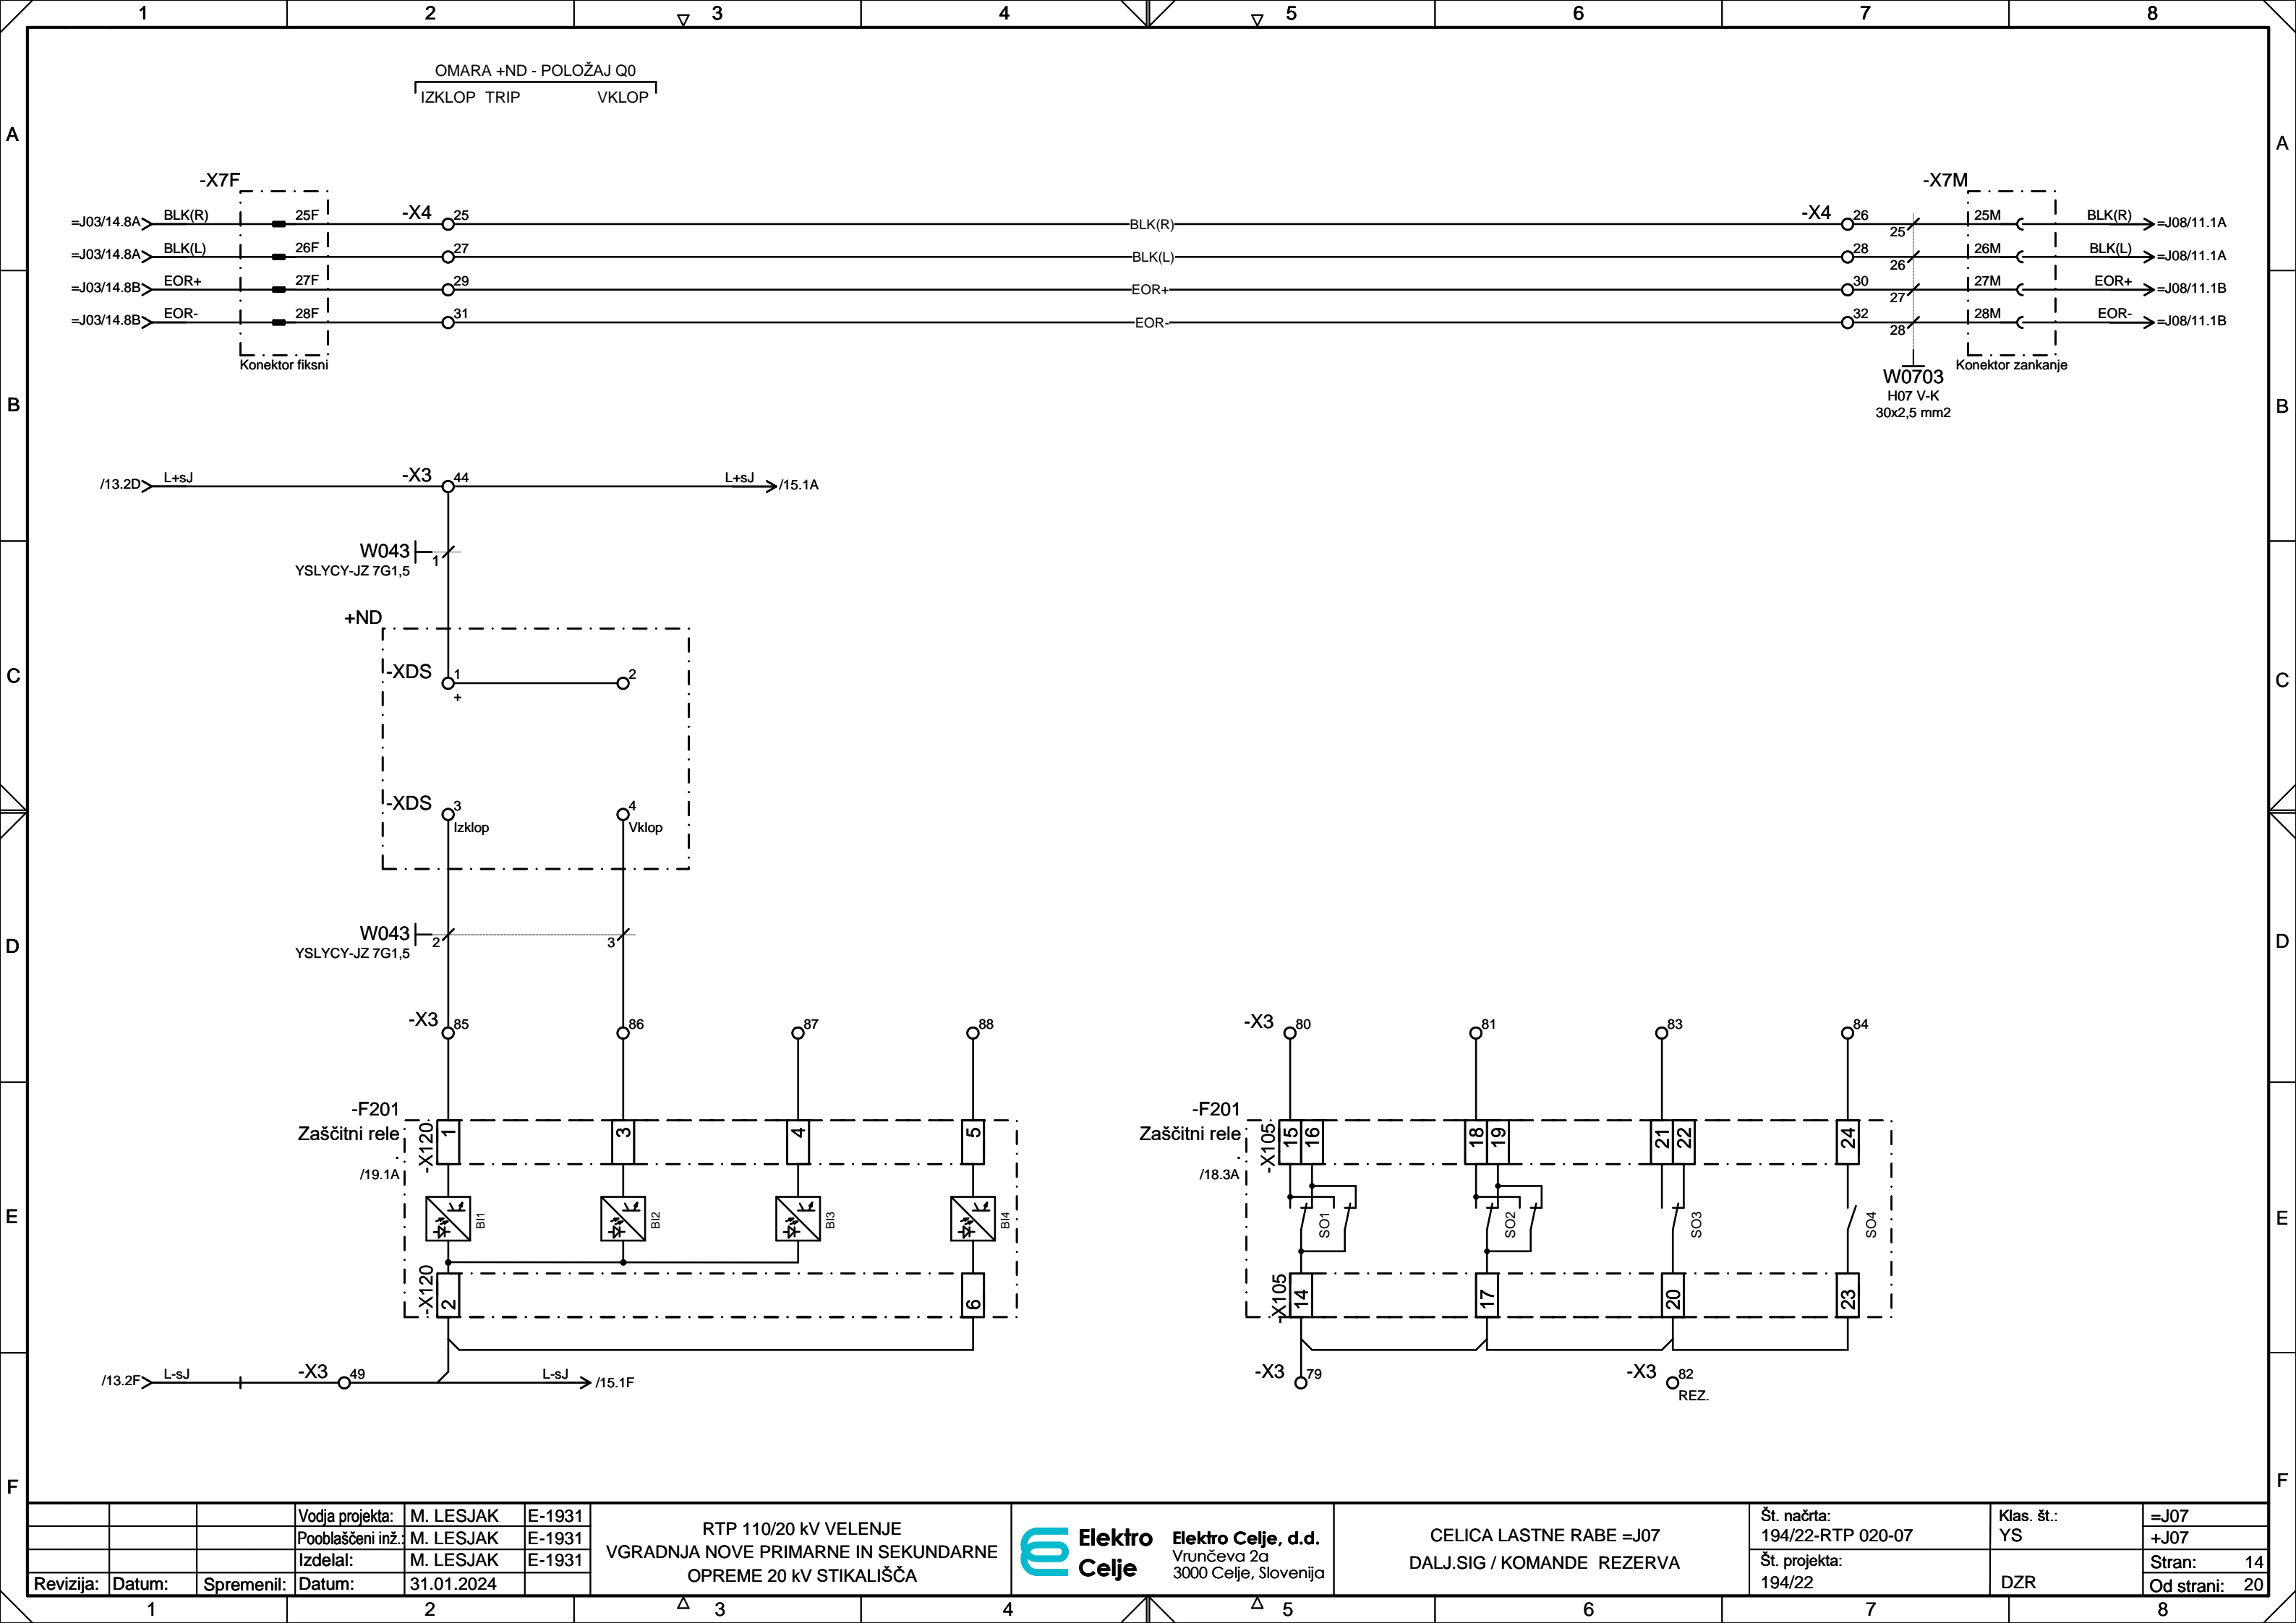 1 2 3 4 5 6 7 8
OMARA +ND - POLOŽAJ Q0
IZKLOP TRIP VKLOP
A A
-X7F -X7M
=J03/14.8A BLK(R) 25F -X4 25 BLK(R) -X4 26 25 25M BLK(R) =J08/11.1A
=J03/14.8A BLK(L) 26F 27 BLK(L) 28 26 26M BLK(L) =J08/11.1A
=J03/14.8B EOR+ 27F 29 EOR+ 30 27 27M EOR+ =J08/11.1B
=J03/14.8B EOR- 28F 31 EOR- 32 28 28M EOR- =J08/11.1B
Konektor fiksni Konektor zankanje
W0703
H07 V-K
30x2,5 mm2
B B
/13.2D L+sJ -X3 44 L+sJ /15.1A
W043 1
YSLYCY-JZ 7G1,5
+ND
C C
-XDS 1 2
+
-XDS 3 4
Izklop Vklop
D D
W043 2 3
YSLYCY-JZ 7G1,5
-X3 85 86 87 88 -X3 80 81 83 84
-F201 -F201
Zaščitni rele Zaščitni rele
-X120 1 3 4 5 -X105 15 16 18 19 21 22 24
/19.1A /18.3A
E E
BI1 BI2 BI3 BI4 SO1 SO2 SO3 SO4
-X120 2 6 -X105 14 17 20 23
/13.2F L-sJ -X3 49 L-sJ /15.1F -X3 79 -X3 82
REZ.
F F
Vodja projekta: M. LESJAK E-1931
Pooblaščeni inž.: M. LESJAK E-1931
Izdelal: M. LESJAK E-1931
Revizija: Datum: Spremenil: Datum: 31.01.2024
RTP 110/20 kV VELENJE
VGRADNJA NOVE PRIMARNE IN SEKUNDARNE
OPREME 20 kV STIKALIŠČA
Elektro
Celje
Elektro Celje, d.d.
Vrunčeva 2a
3000 Celje, Slovenija
CELICA LASTNE RABE =J07
DALJ.SIG / KOMANDE REZERVA
Št. načrta:
194/22-RTP 020-07
Št. projekta:
194/22
Klas. št.:
YS
DZR
=J07
+J07
Stran: 14
Od strani: 20
1 2 3 4 5 6 7 8